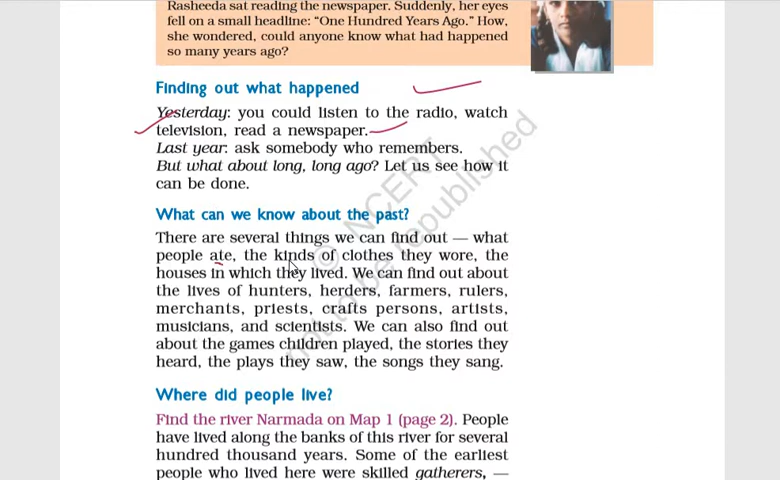 Rasheeda sat reading the newspaper. Suddenly, her eyes
fell on a small headline: “One Hundred Years Ago.” How,
she wondered, could anyone know what had happened
so many years ago?
Finding out what happened
Yesterday: you could listen to the radio, watch
television, read a newspaper.
Last year: ask somebody who remembers.
But what about long, long ago? Let us see how it
can be done.
What can we know about the past?
There are several things we can find out — what
people ate, the kinds of clothes they wore, the
houses in which they lived. We can find out about
the lives of hunters, herders, farmers, rulers,
merchants, priests, crafts persons, artists,
musicians, and scientists. We can also find out
about the games children played, the stories they
heard, the plays they saw, the songs they sang.
Where did people live?
Find the river Narmada on Map 1 (page 2). People
have lived along the banks of this river for several
hundred thousand years. Some of the earliest
people who lived here were skilled gatherers, —
© NCERT
not to be republished